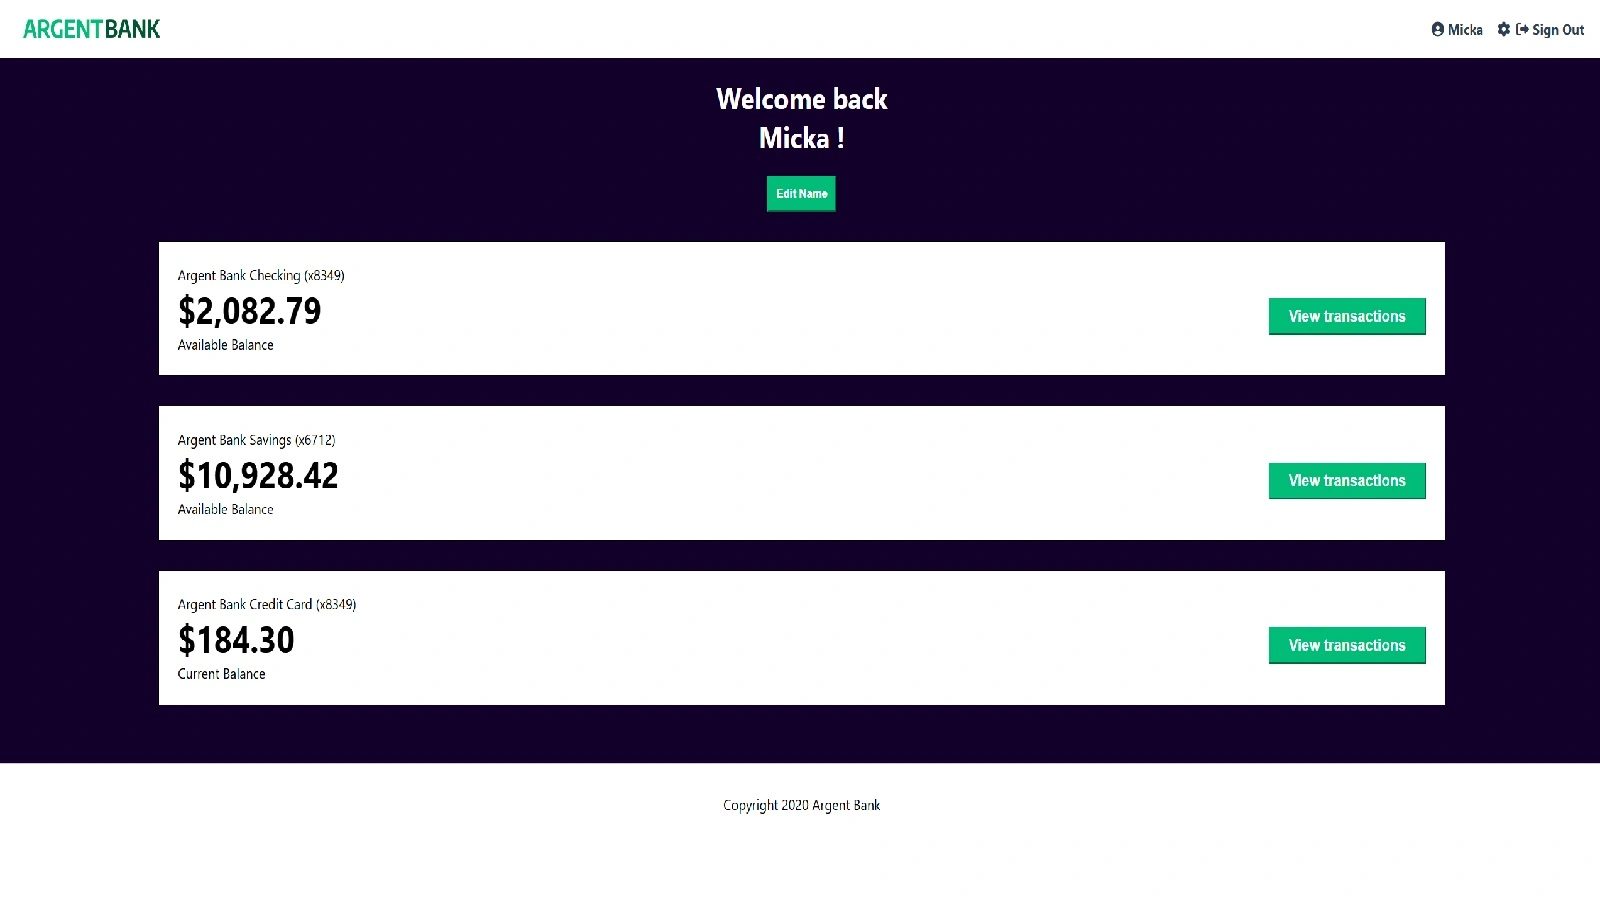 ARGENTBANK
Micka Sign Out
Welcome back
Micka !
Edit Name
Argent Bank Checking (x8349)
$2,082.79
Available Balance
View transactions
Argent Bank Savings (x6712)
$10,928.42
Available Balance
View transactions
Argent Bank Credit Card (x8349)
$184.30
Current Balance
View transactions
Copyright 2020 Argent Bank